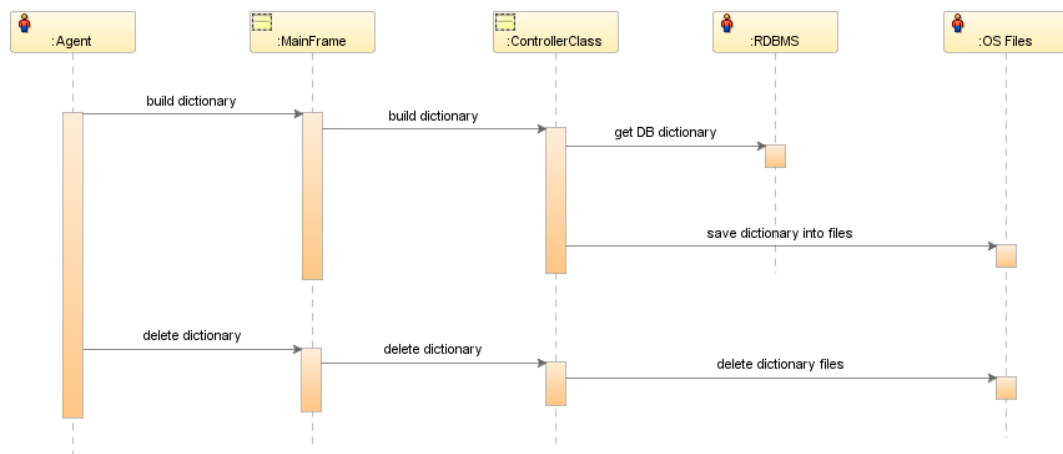 :Agent
:MainFrame
:ControllerClass
:RDBMS
:OS Files
build dictionary
build dictionary
get DB dictionary
save dictionary into files
delete dictionary
delete dictionary
delete dictionary files